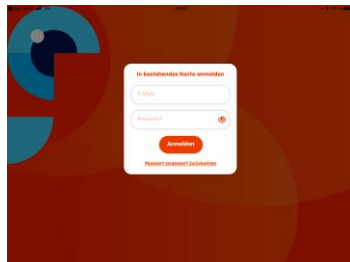 In bestehendes Konto anmelden
E-Mail
Passwort
Anmelden
Passwort vergessen? Zurücksetzen